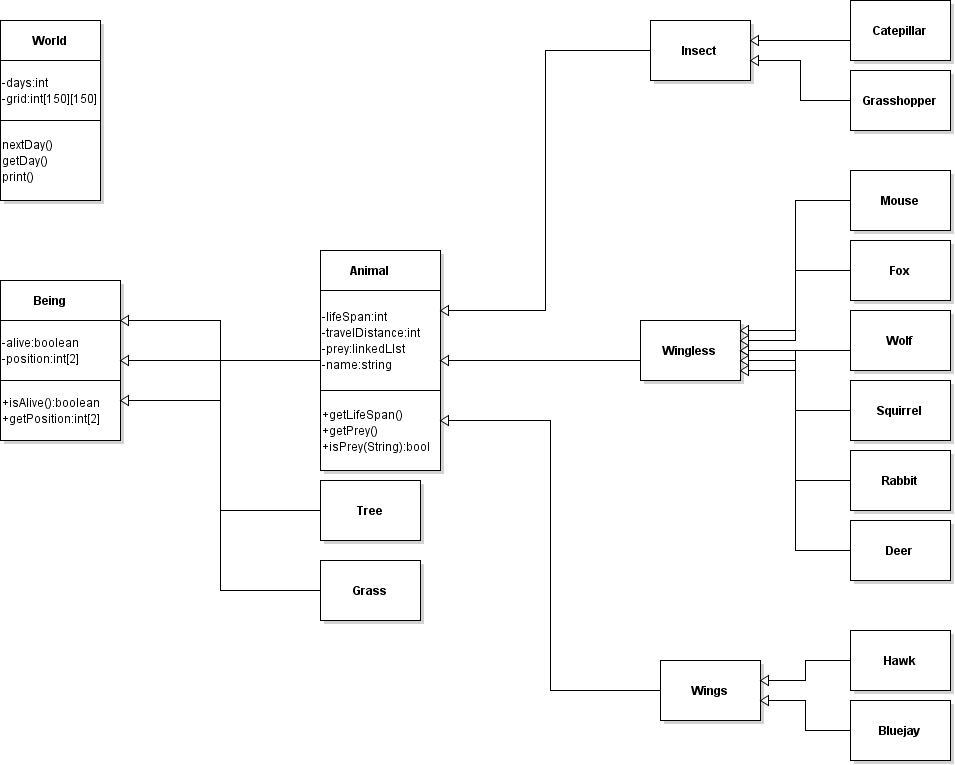 World
-days:int
-grid:int[150][150]
nextDay()
getDay()
print()
Being
-alive:boolean
-position:int[2]
+isAlive():boolean
+getPosition:int[2]
Animal
-lifeSpan:int
-travelDistance:int
-prey:linkedLIst
-name:string
+getLifeSpan()
+getPrey()
+isPrey(String):bool
Tree
Grass
Insect
Wingless
Wings
Catepillar
Grasshopper
Mouse
Fox
Wolf
Squirrel
Rabbit
Deer
Hawk
Bluejay